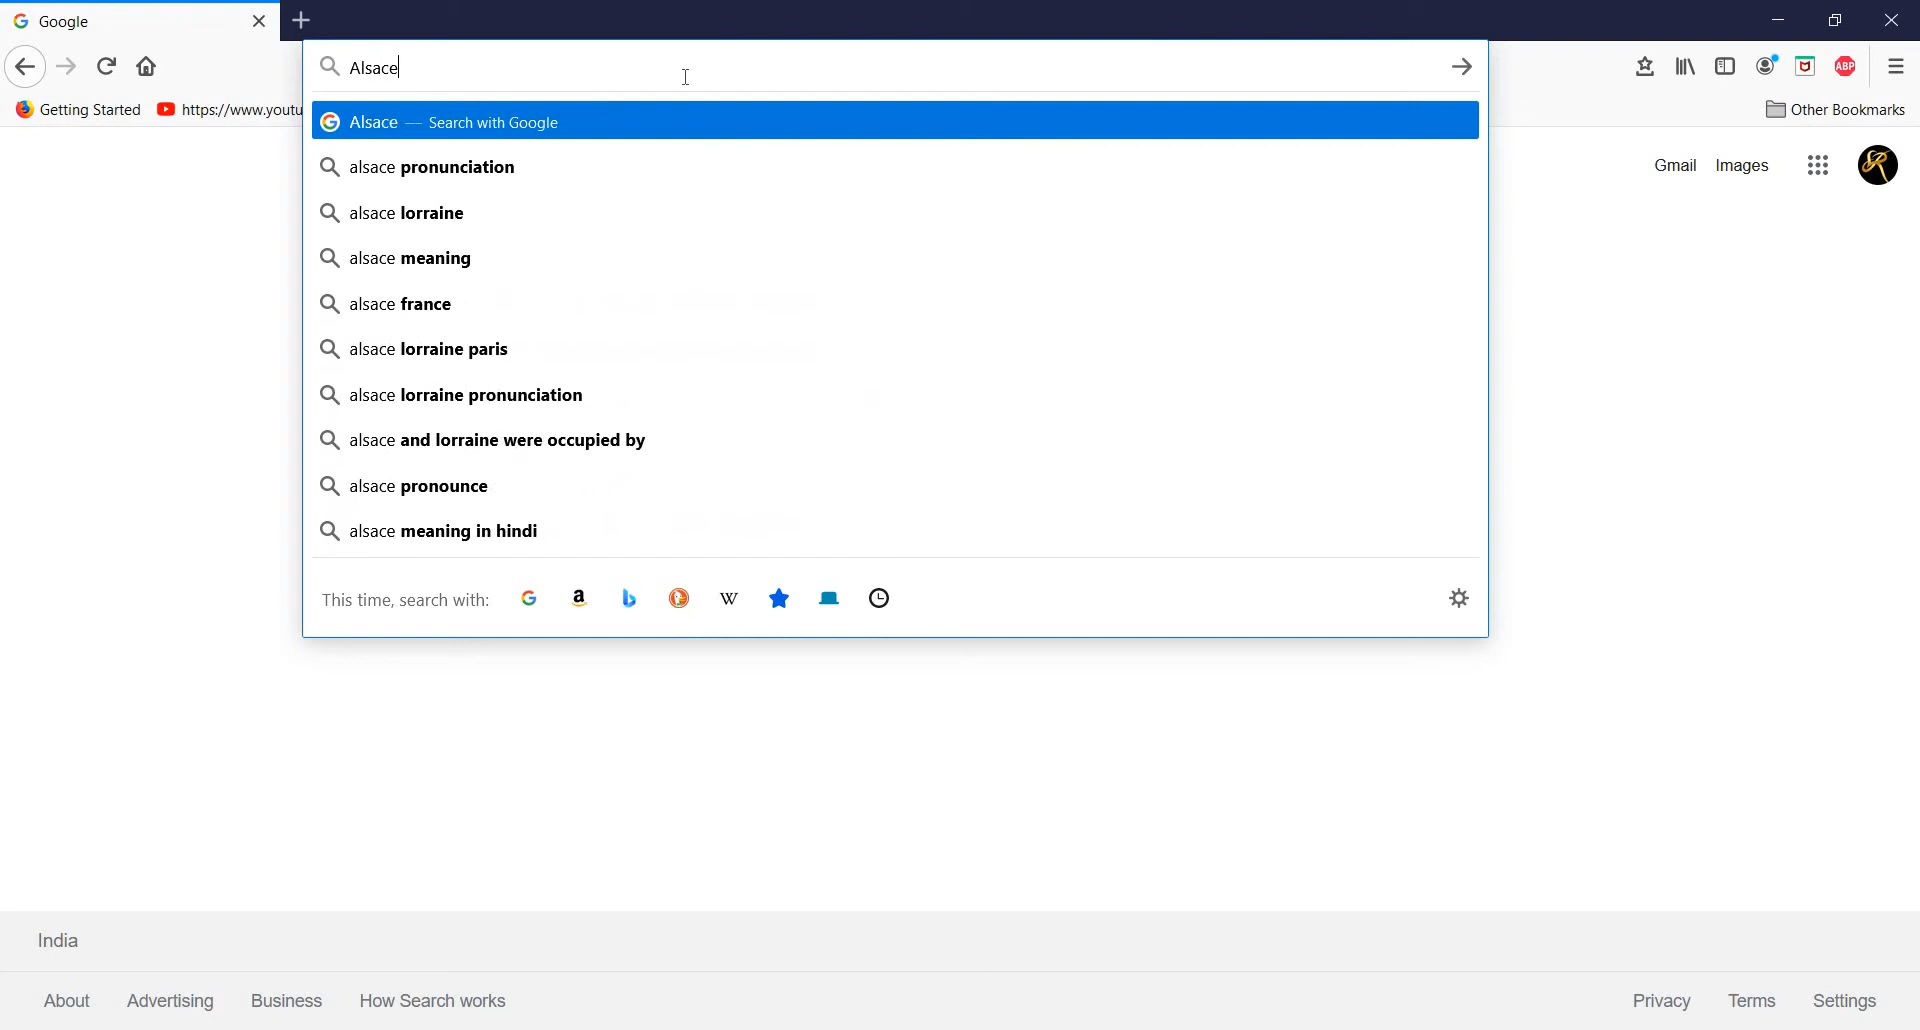 Google
Alsace
Getting Started https://www.youtu
Other Bookmarks
Alsace — Search with Google
alsace pronunciation
Gmail Images
alsace lorraine
alsace meaning
alsace france
alsace lorraine paris
alsace lorraine pronunciation
alsace and lorraine were occupied by
alsace pronounce
alsace meaning in hindi
This time, search with:
India
About Advertising Business How Search works
Privacy Terms Settings